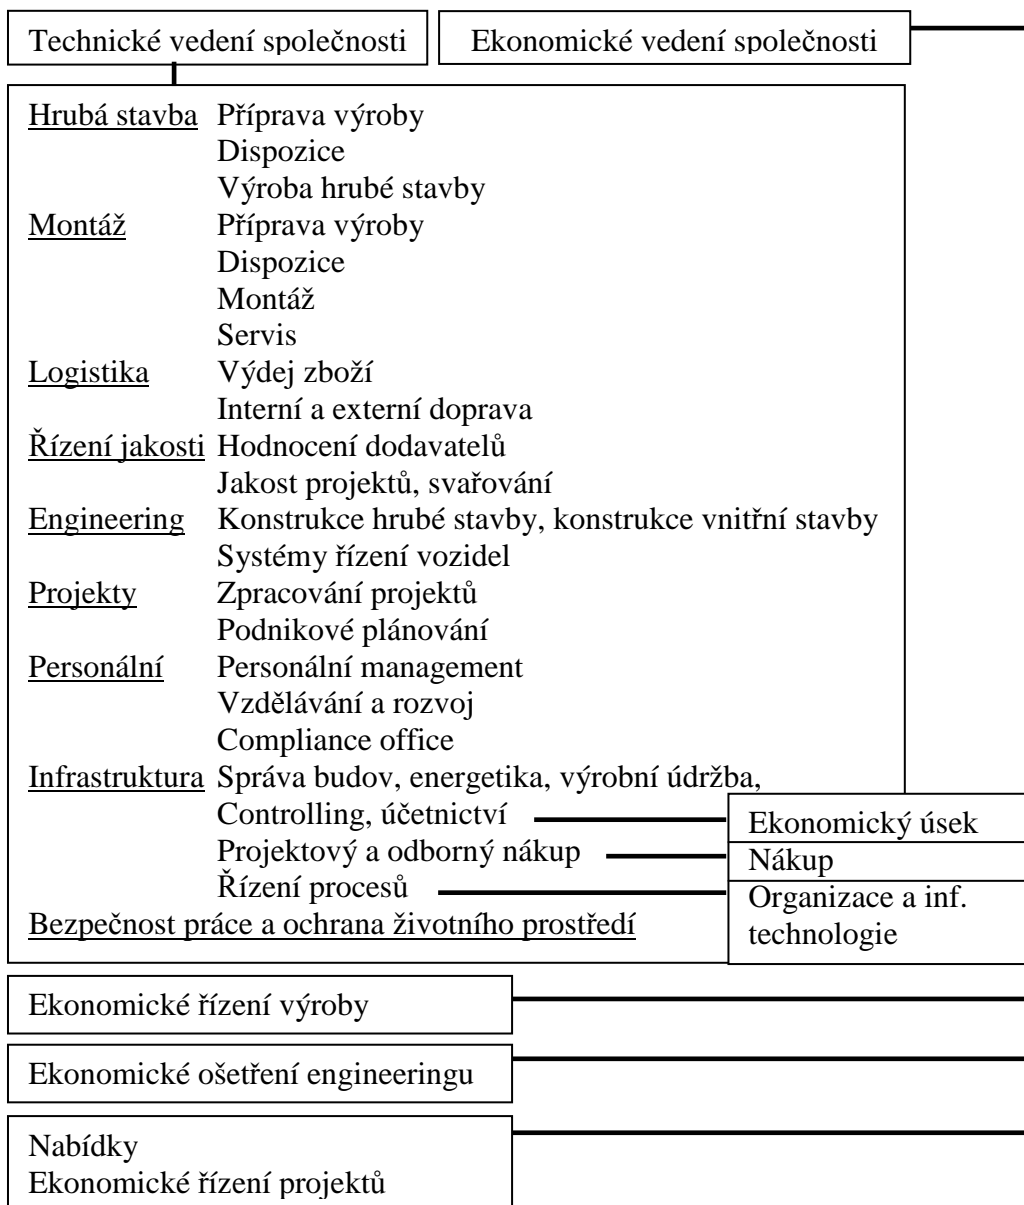 Technické vedení společnosti
Ekonomické vedení společnosti
Hrubá stavba Příprava výroby
Dispozice
Výroba hrubé stavby
Montáž Příprava výroby
Dispozice
Montáž
Servis
Logistika Výdej zboží
Interní a externí doprava
Řízení jakosti Hodnocení dodavatelů
Jakost projektů, svařování
Engineering Konstrukce hrubé stavby, konstrukce vnitřní stavby
Systémy řízení vozidel
Projekty Zpracování projektů
Podnikové plánování
Personální Personální management
Vzdělávání a rozvoj
Compliance office
Infrastruktura Správa budov, energetika, výrobní údržba,
Controlling, účetnictví
Ekonomický úsek
Projektový a odborný nákup
Nákup
Řízení procesů
Organizace a inf.
technologie
Bezpečnost práce a ochrana životního prostředí
Ekonomické řízení výroby
Ekonomické ošetření engineeringu
Nabídky
Ekonomické řízení projektů